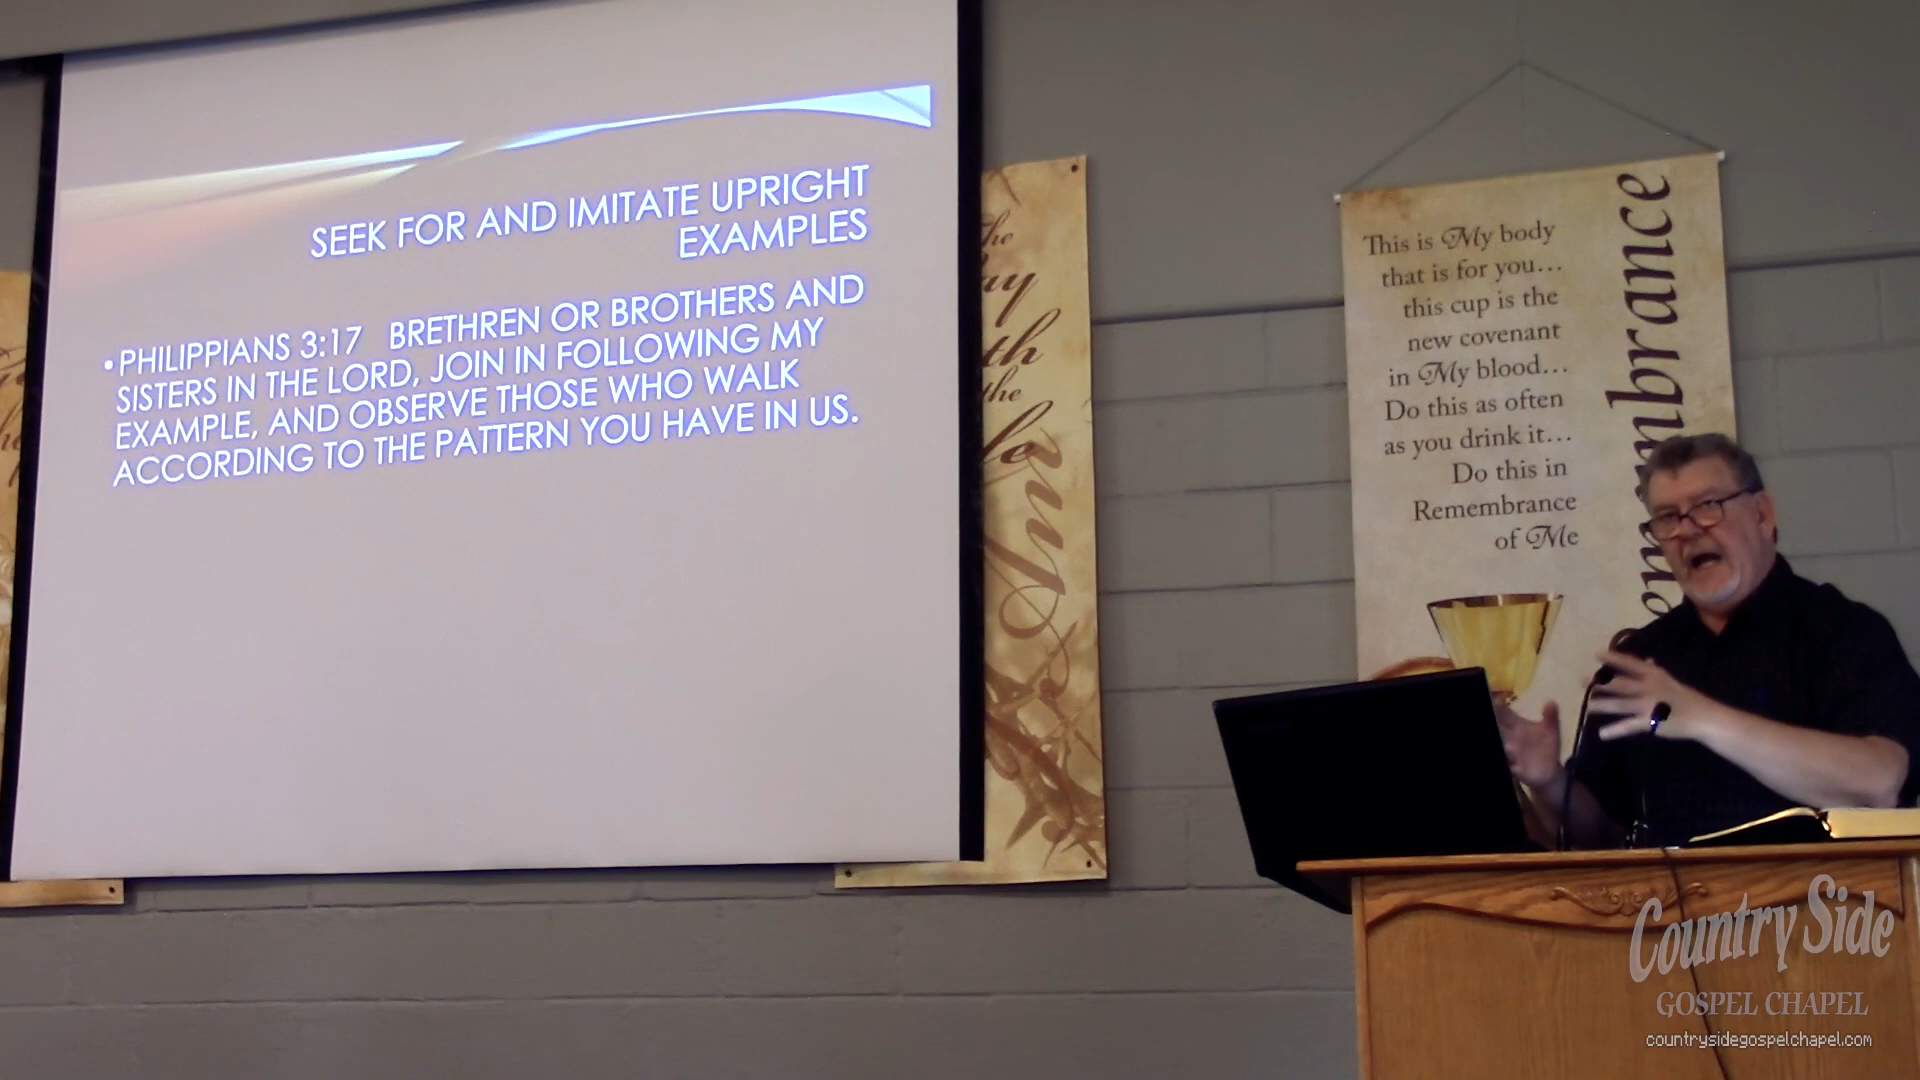 SEEK FOR AND IMITATE UPRIGHT
EXAMPLES
•PHILIPPIANS 3:17 BRETHREN OR BROTHERS AND
SISTERS IN THE LORD, JOIN IN FOLLOWING MY
EXAMPLE, AND OBSERVE THOSE WHO WALK
ACCORDING TO THE PATTERN YOU HAVE IN US.
the
This is My body
that is for you...
this cup is the
new covenant
in My blood...
Do this as often
as you drink it...
Do this in
Remembrance
of Me
Country Side
GOSPEL CHAPEL
countrysidegospelchapel.com